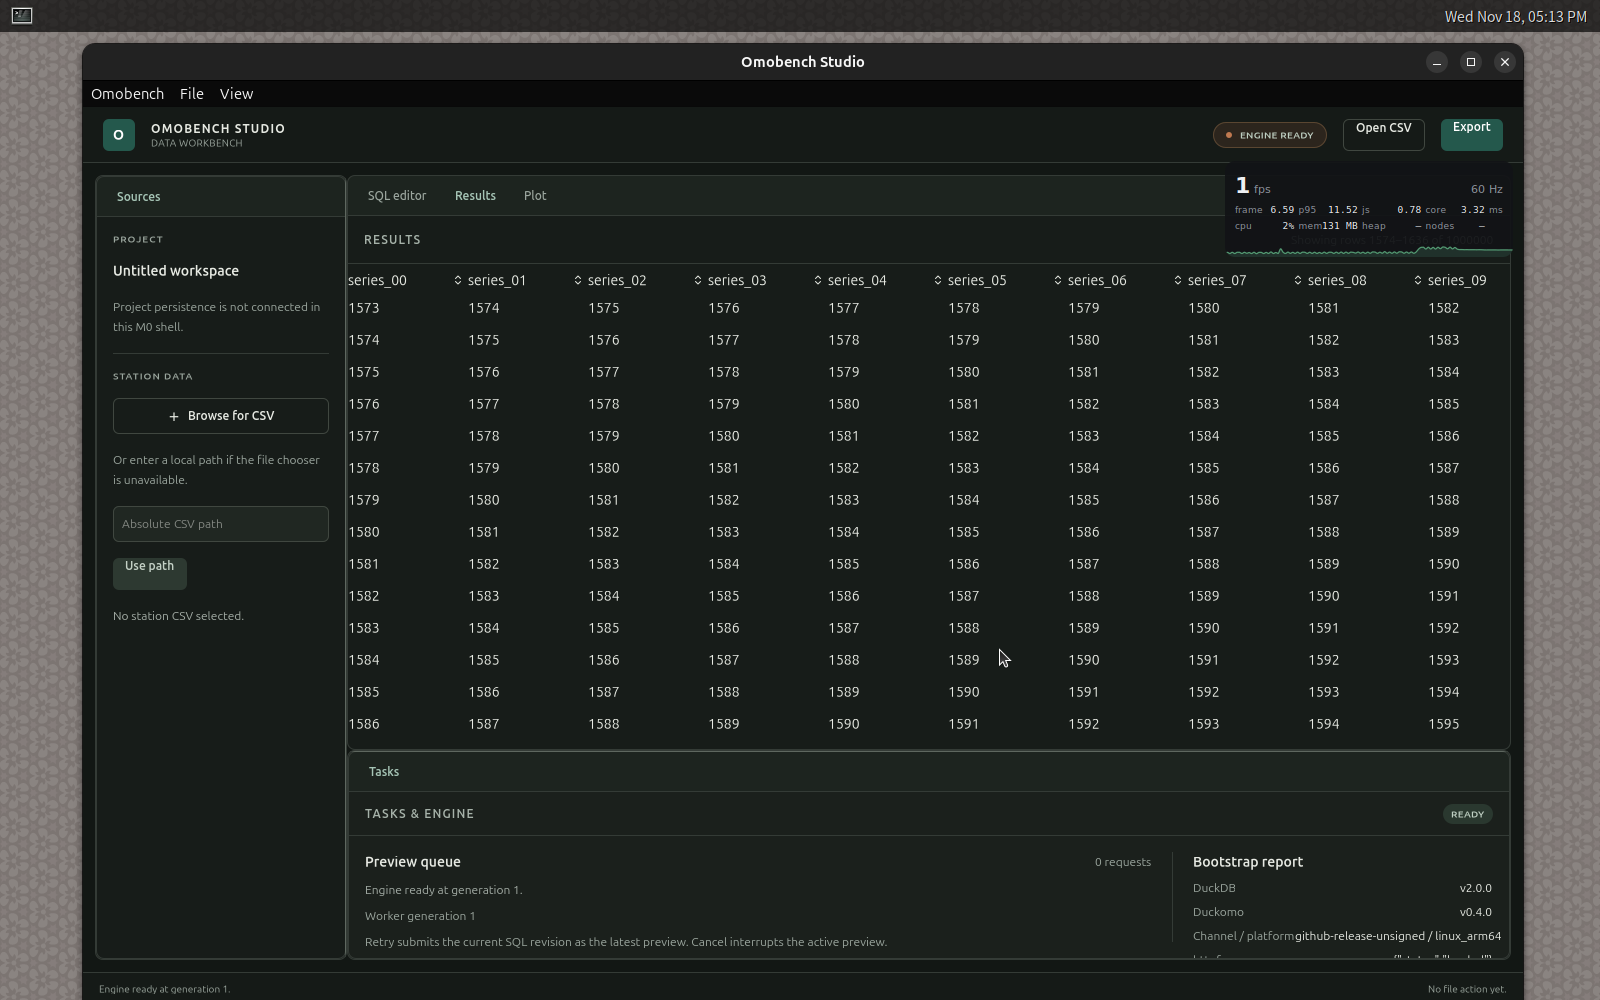 Wed Nov 18, 05:13 PM
Omobench Studio
Omobench File View
O
OMOBENCH STUDIO
DATA WORKBENCH
ENGINE READY
Open CSV
Export
1 fps 60 Hz
frame 6.59 p95 11.52 js 0.78 core 3.32 ms
cpu 2% mem131 MB heap – nodes –
Sources
PROJECT
Untitled workspace
Project persistence is not connected in
this M0 shell.
STATION DATA
+ Browse for CSV
Or enter a local path if the file chooser
is unavailable.
Absolute CSV path
Use path
No station CSV selected.
SQL editor Results Plot
RESULTS
series_00 series_01 series_02 series_03 series_04 series_05 series_06 series_07 series_08 series_09
1573 1574 1575 1576 1577 1578 1579 1580 1581 1582
1574 1575 1576 1577 1578 1579 1580 1581 1582 1583
1575 1576 1577 1578 1579 1580 1581 1582 1583 1584
1576 1577 1578 1579 1580 1581 1582 1583 1584 1585
1577 1578 1579 1580 1581 1582 1583 1584 1585 1586
1578 1579 1580 1581 1582 1583 1584 1585 1586 1587
1579 1580 1581 1582 1583 1584 1585 1586 1587 1588
1580 1581 1582 1583 1584 1585 1586 1587 1588 1589
1581 1582 1583 1584 1585 1586 1587 1588 1589 1590
1582 1583 1584 1585 1586 1587 1588 1589 1590 1591
1583 1584 1585 1586 1587 1588 1589 1590 1591 1592
1584 1585 1586 1587 1588 1589 1590 1591 1592 1593
1585 1586 1587 1588 1589 1590 1591 1592 1593 1594
1586 1587 1588 1589 1590 1591 1592 1593 1594 1595
Tasks
TASKS & ENGINE
READY
Preview queue
0 requests
Engine ready at generation 1.
Worker generation 1
Retry submits the current SQL revision as the latest preview. Cancel interrupts the active preview.
Bootstrap report
DuckDB v2.0.0
Duckomo v0.4.0
Channel / platformgithub-release-unsigned / linux_arm64
Engine ready at generation 1.
No file action yet.